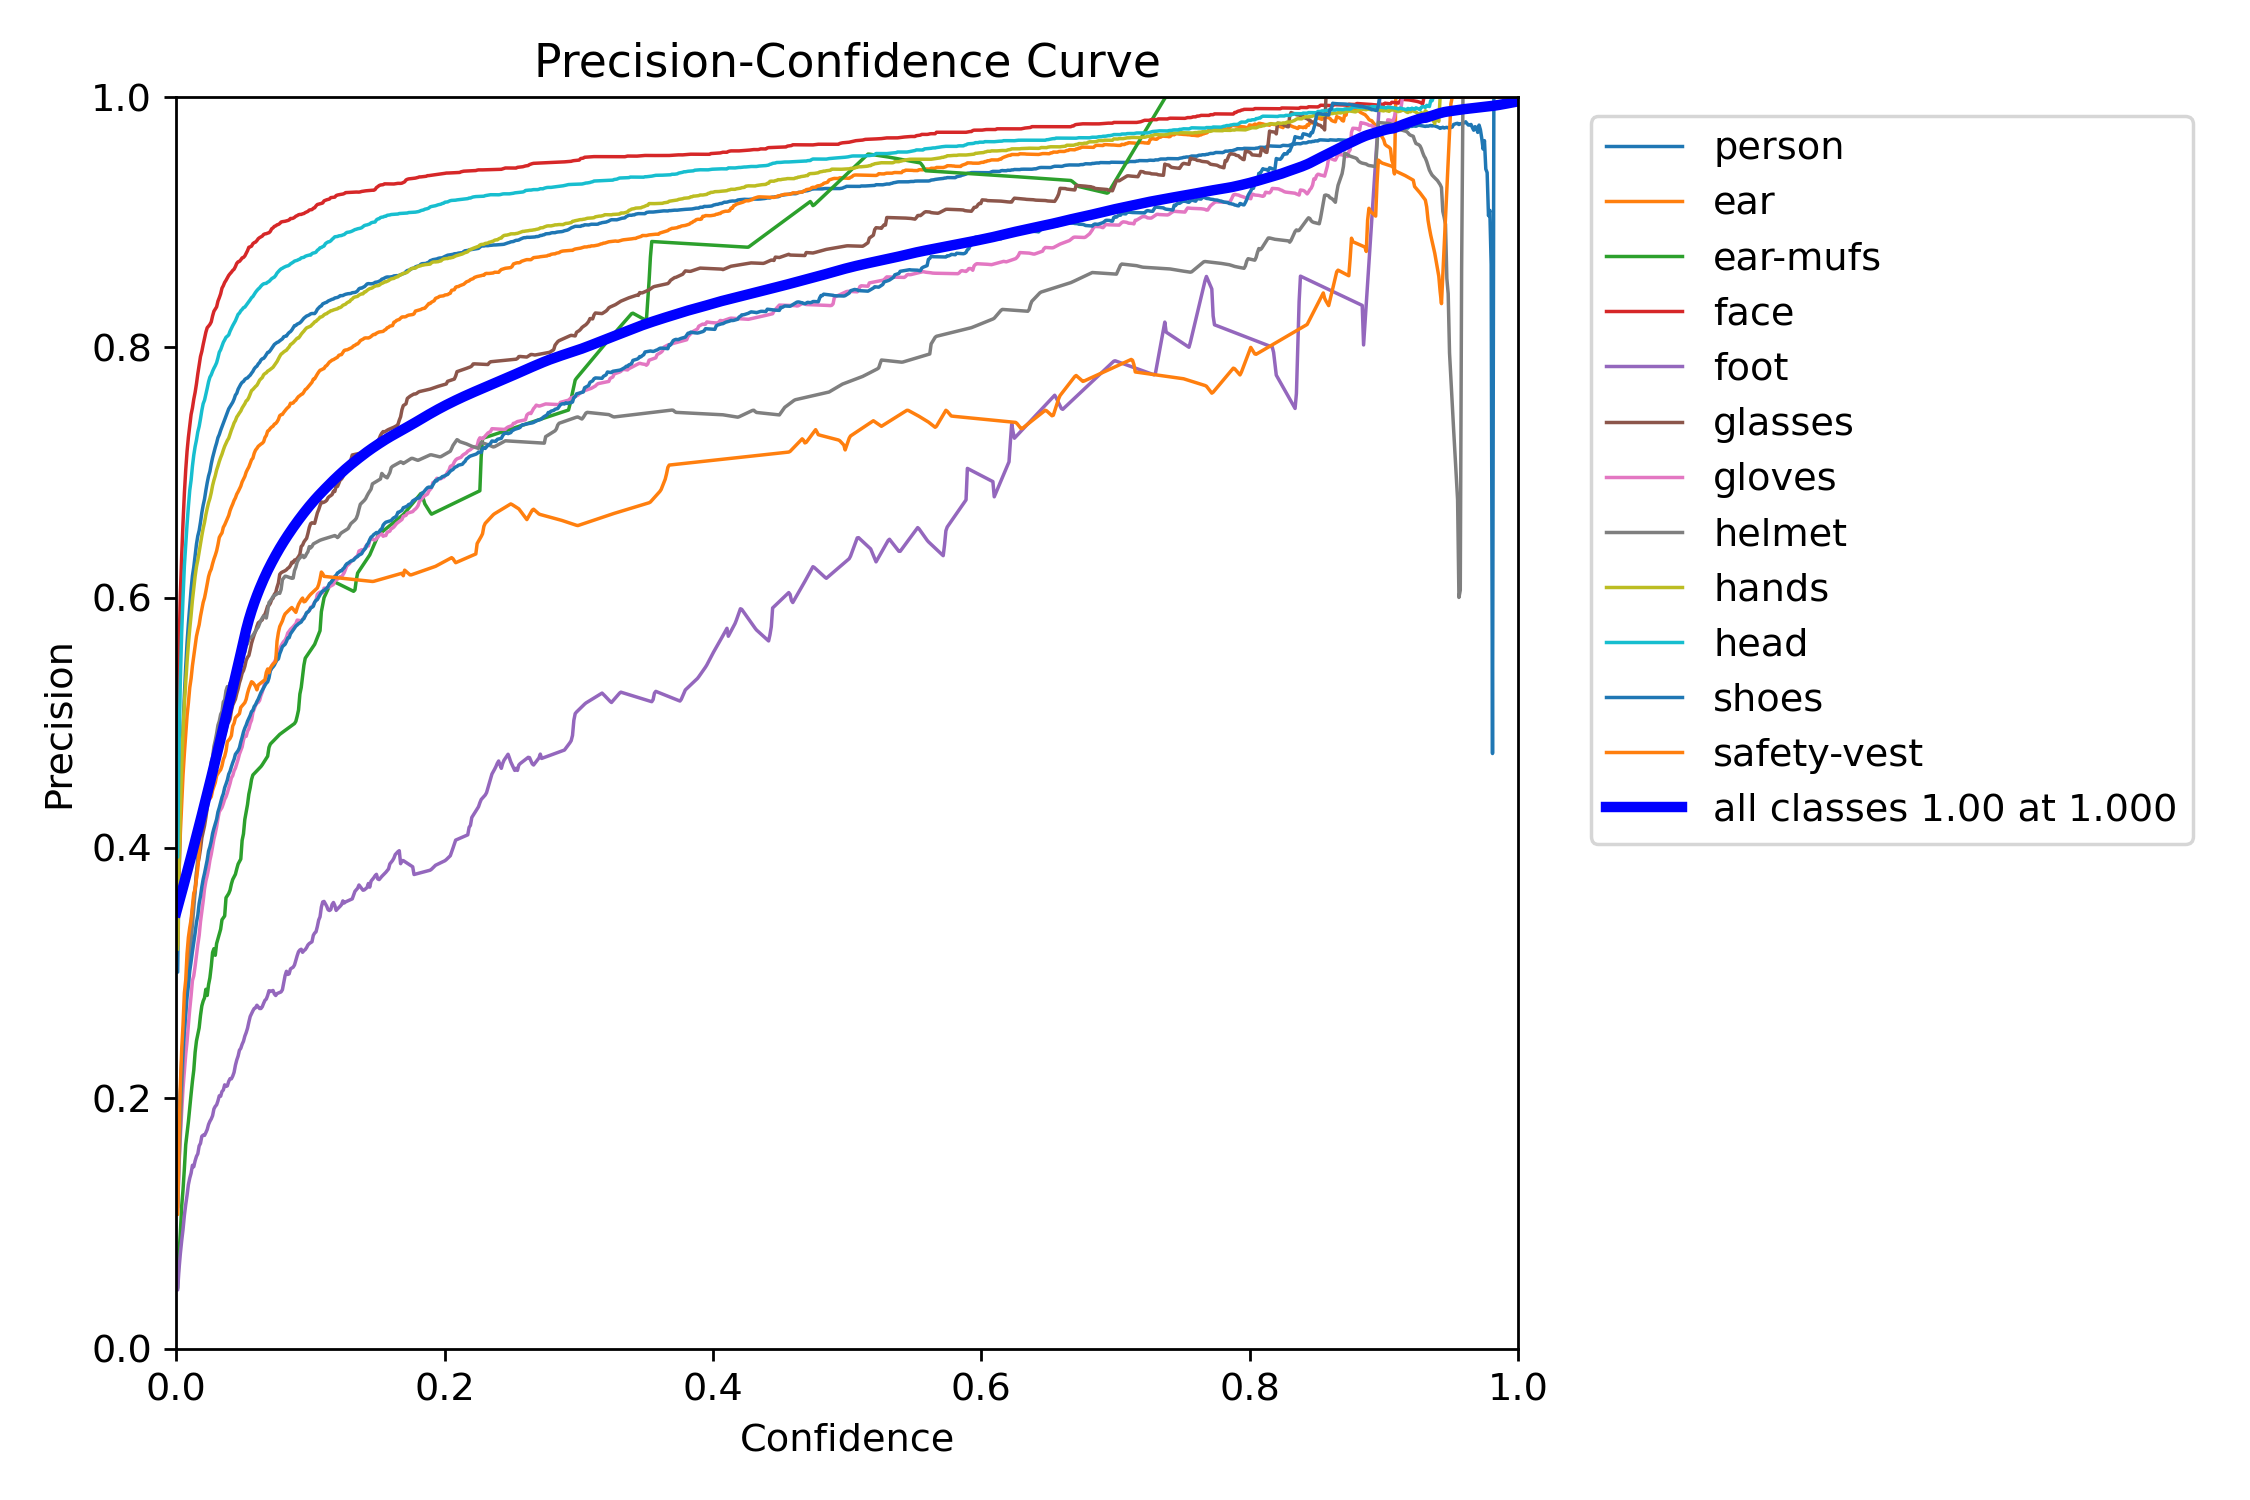 Precision-Confidence Curve
1.0
0.8
0.6
0.4
0.2
0.0
Precision
0.0 0.2 0.4 0.6 0.8 1.0
Confidence
person
ear
ear-mufs
face
foot
glasses
gloves
helmet
hands
head
shoes
safety-vest
all classes 1.00 at 1.000